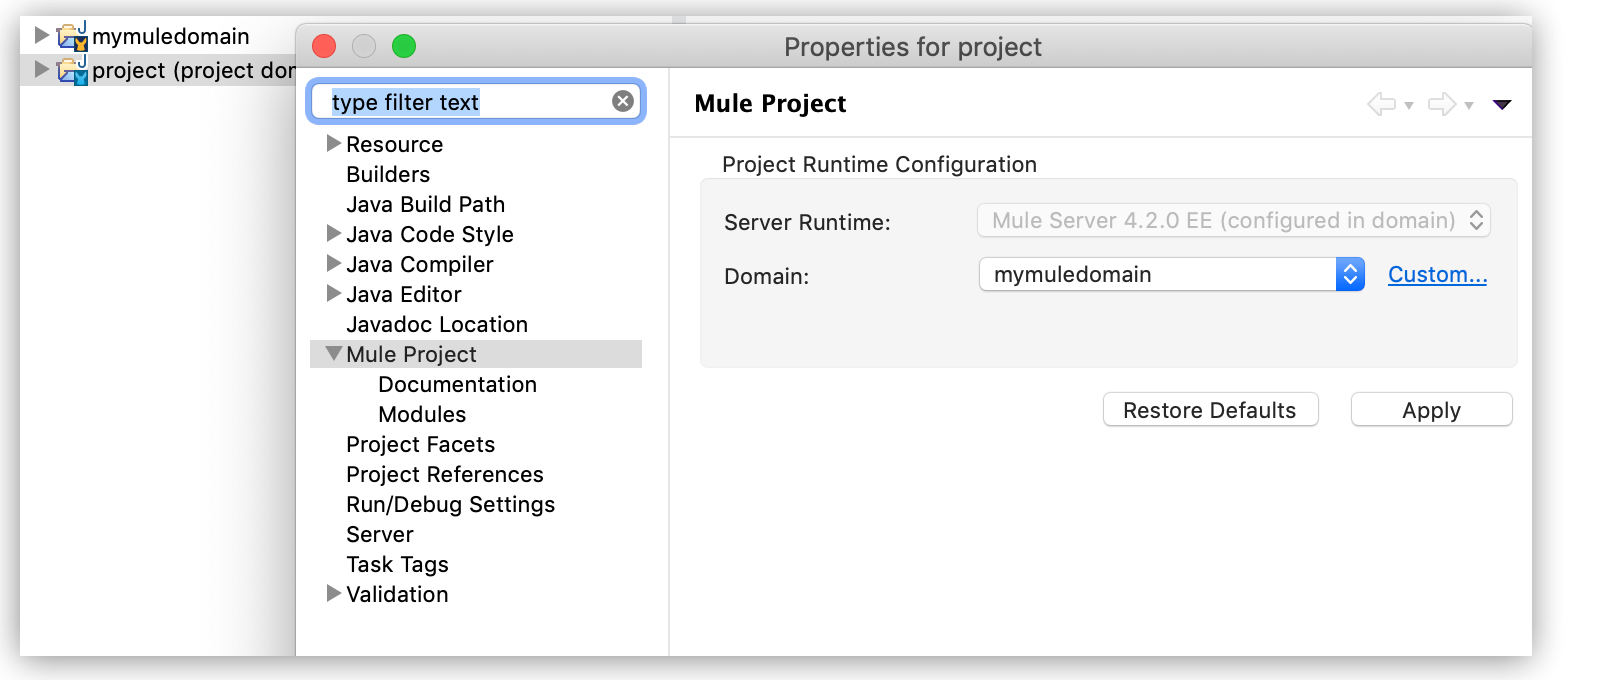 mymuledomain
project (project
Properties for project
type filter text
Resource
Builders
Java Build Path
Java Code Style
Java Compiler
Java Editor
Javadoc Location
Mule Project
Documentation
Modules
Project Facets
Project References
Run/Debug Settings
Server
Task Tags
Validation
Mule Project
Project Runtime Configuration
Server Runtime: Mule Server 4.2.0 EE (configured in domain)
Domain: mymuledomain Custom...
Restore Defaults Apply